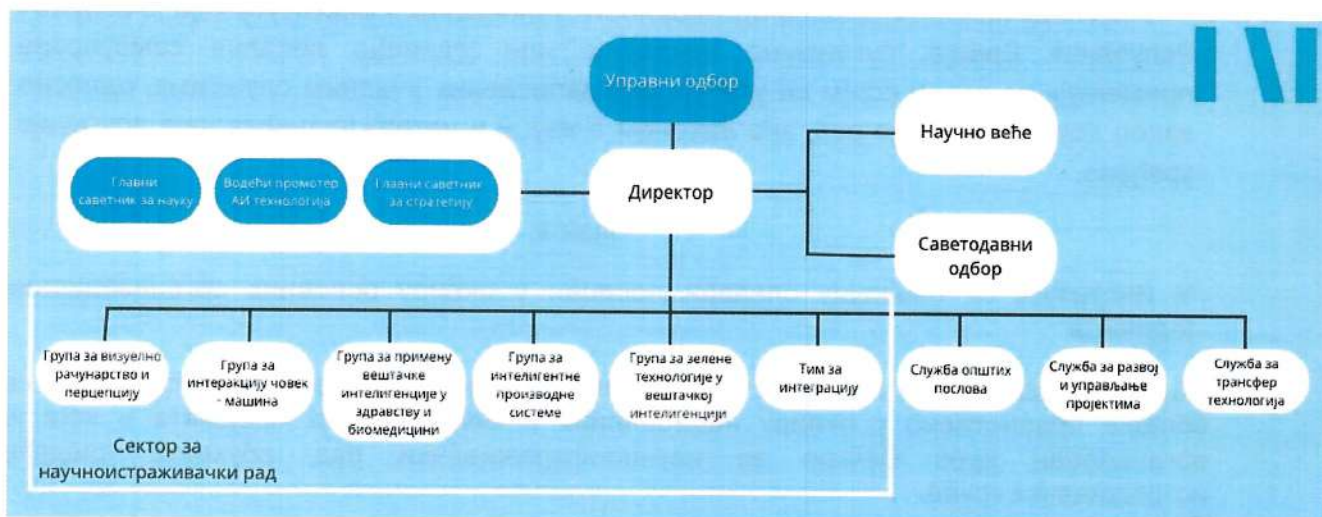 Управни одбор
Научно веће
Главни
саветник за науку
Водећи промотер
АИ технологија
Главни саветник
за стратегију
Директор
Саветодавни
одбор
Група за визуелно
рачунарство и
перцепцију
Група за
интеракцију човек
- машина
Група за примену
вештачке
интелигенције у
здравству и
биомедицини
Група за
интелигентне
производне
системе
Група за зелене
технологије у
вештачкој
интелигенцији
Тим за
интеграцију
Служба општих
послова
Служба за развој
и управљање
пројектима
Служба за
трансфер
технологија
Сектор за
научноистраживачки рад